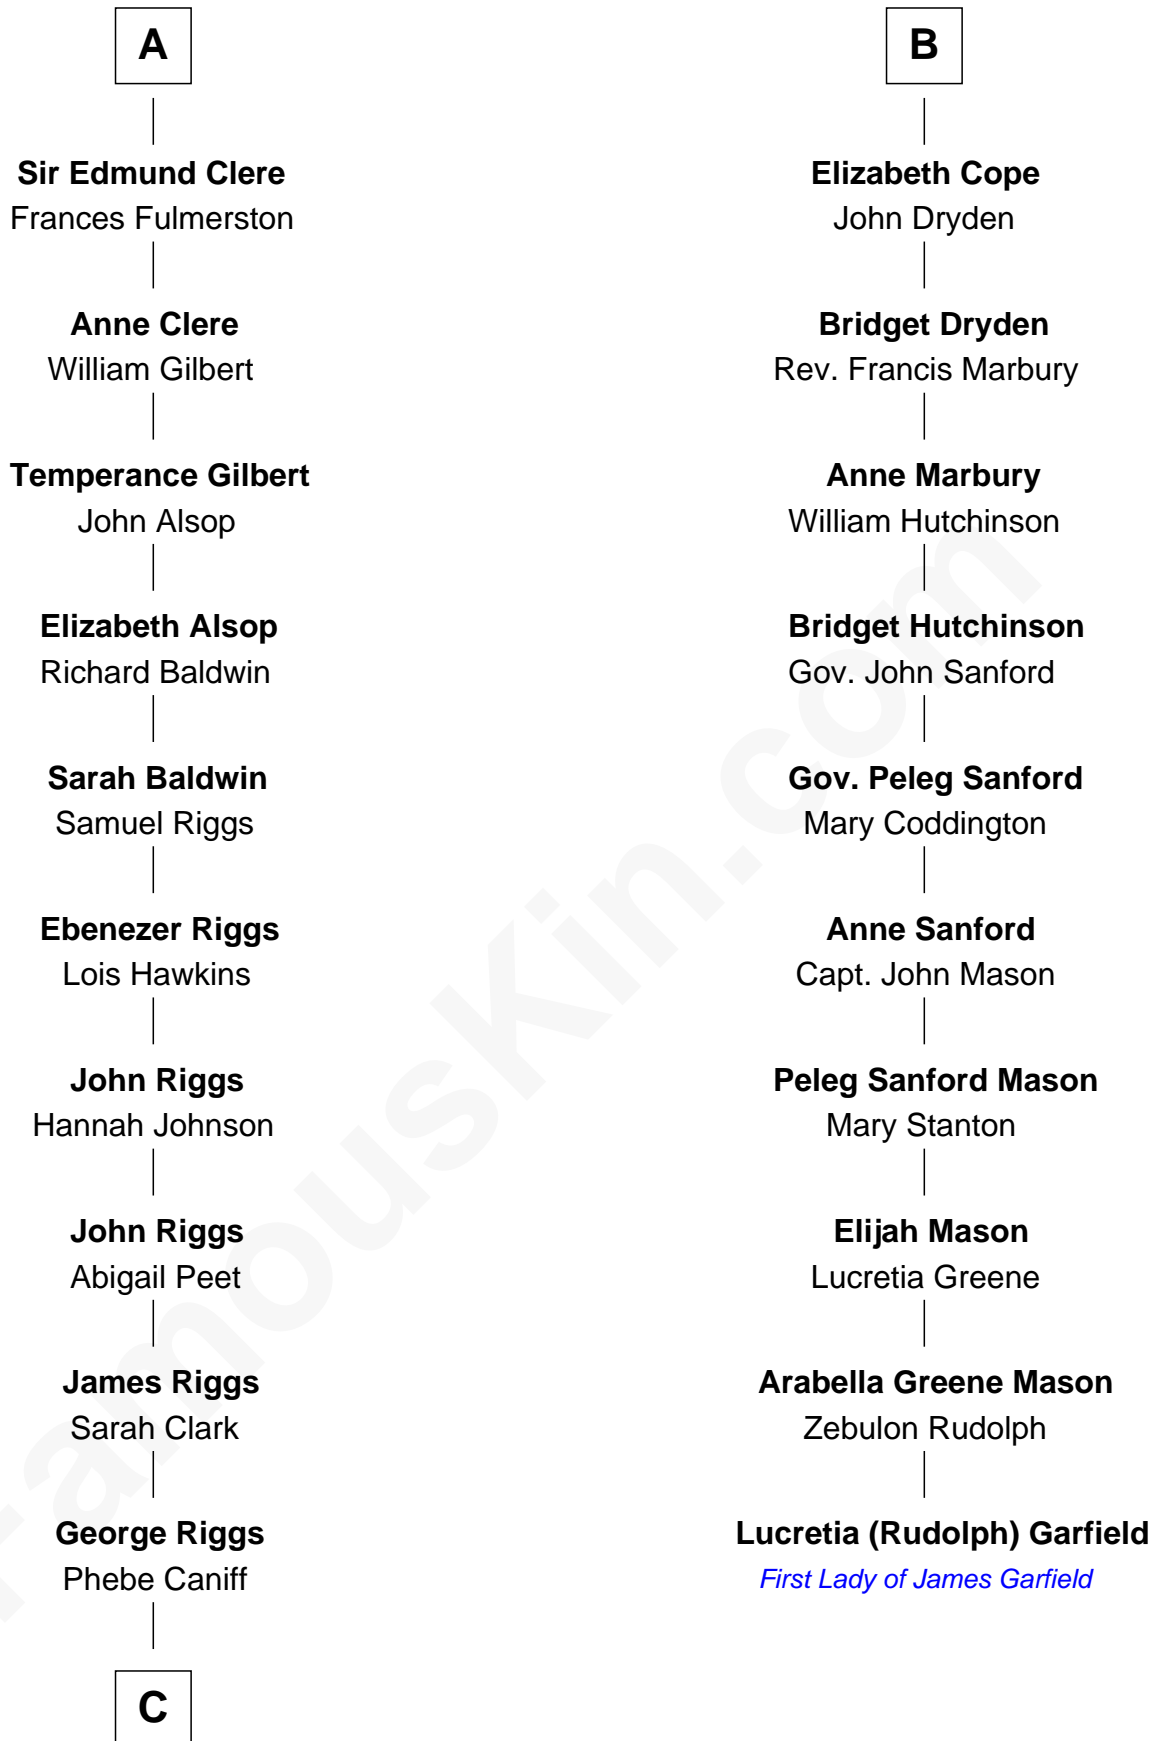 A
Sir Edmund Clere
Frances Fulmerston
Anne Clere
William Gilbert
Temperance Gilbert
John Alsop
Elizabeth Alsop
Richard Baldwin
Sarah Baldwin
Samuel Riggs
Ebenezer Riggs
Lois Hawkins
John Riggs
Hannah Johnson
John Riggs
Abigail Peet
James Riggs
Sarah Clark
George Riggs
Phebe Caniff
C
B
Elizabeth Cope
John Dryden
Bridget Dryden
Rev. Francis Marbury
Anne Marbury
William Hutchinson
Bridget Hutchinson
Gov. John Sanford
Gov. Peleg Sanford
Mary Coddington
Anne Sanford
Capt. John Mason
Peleg Sanford Mason
Mary Stanton
Elijah Mason
Lucretia Greene
Arabella Greene Mason
Zebulon Rudolph
Lucretia (Rudolph) Garfield
First Lady of James Garfield
FamousKin.com